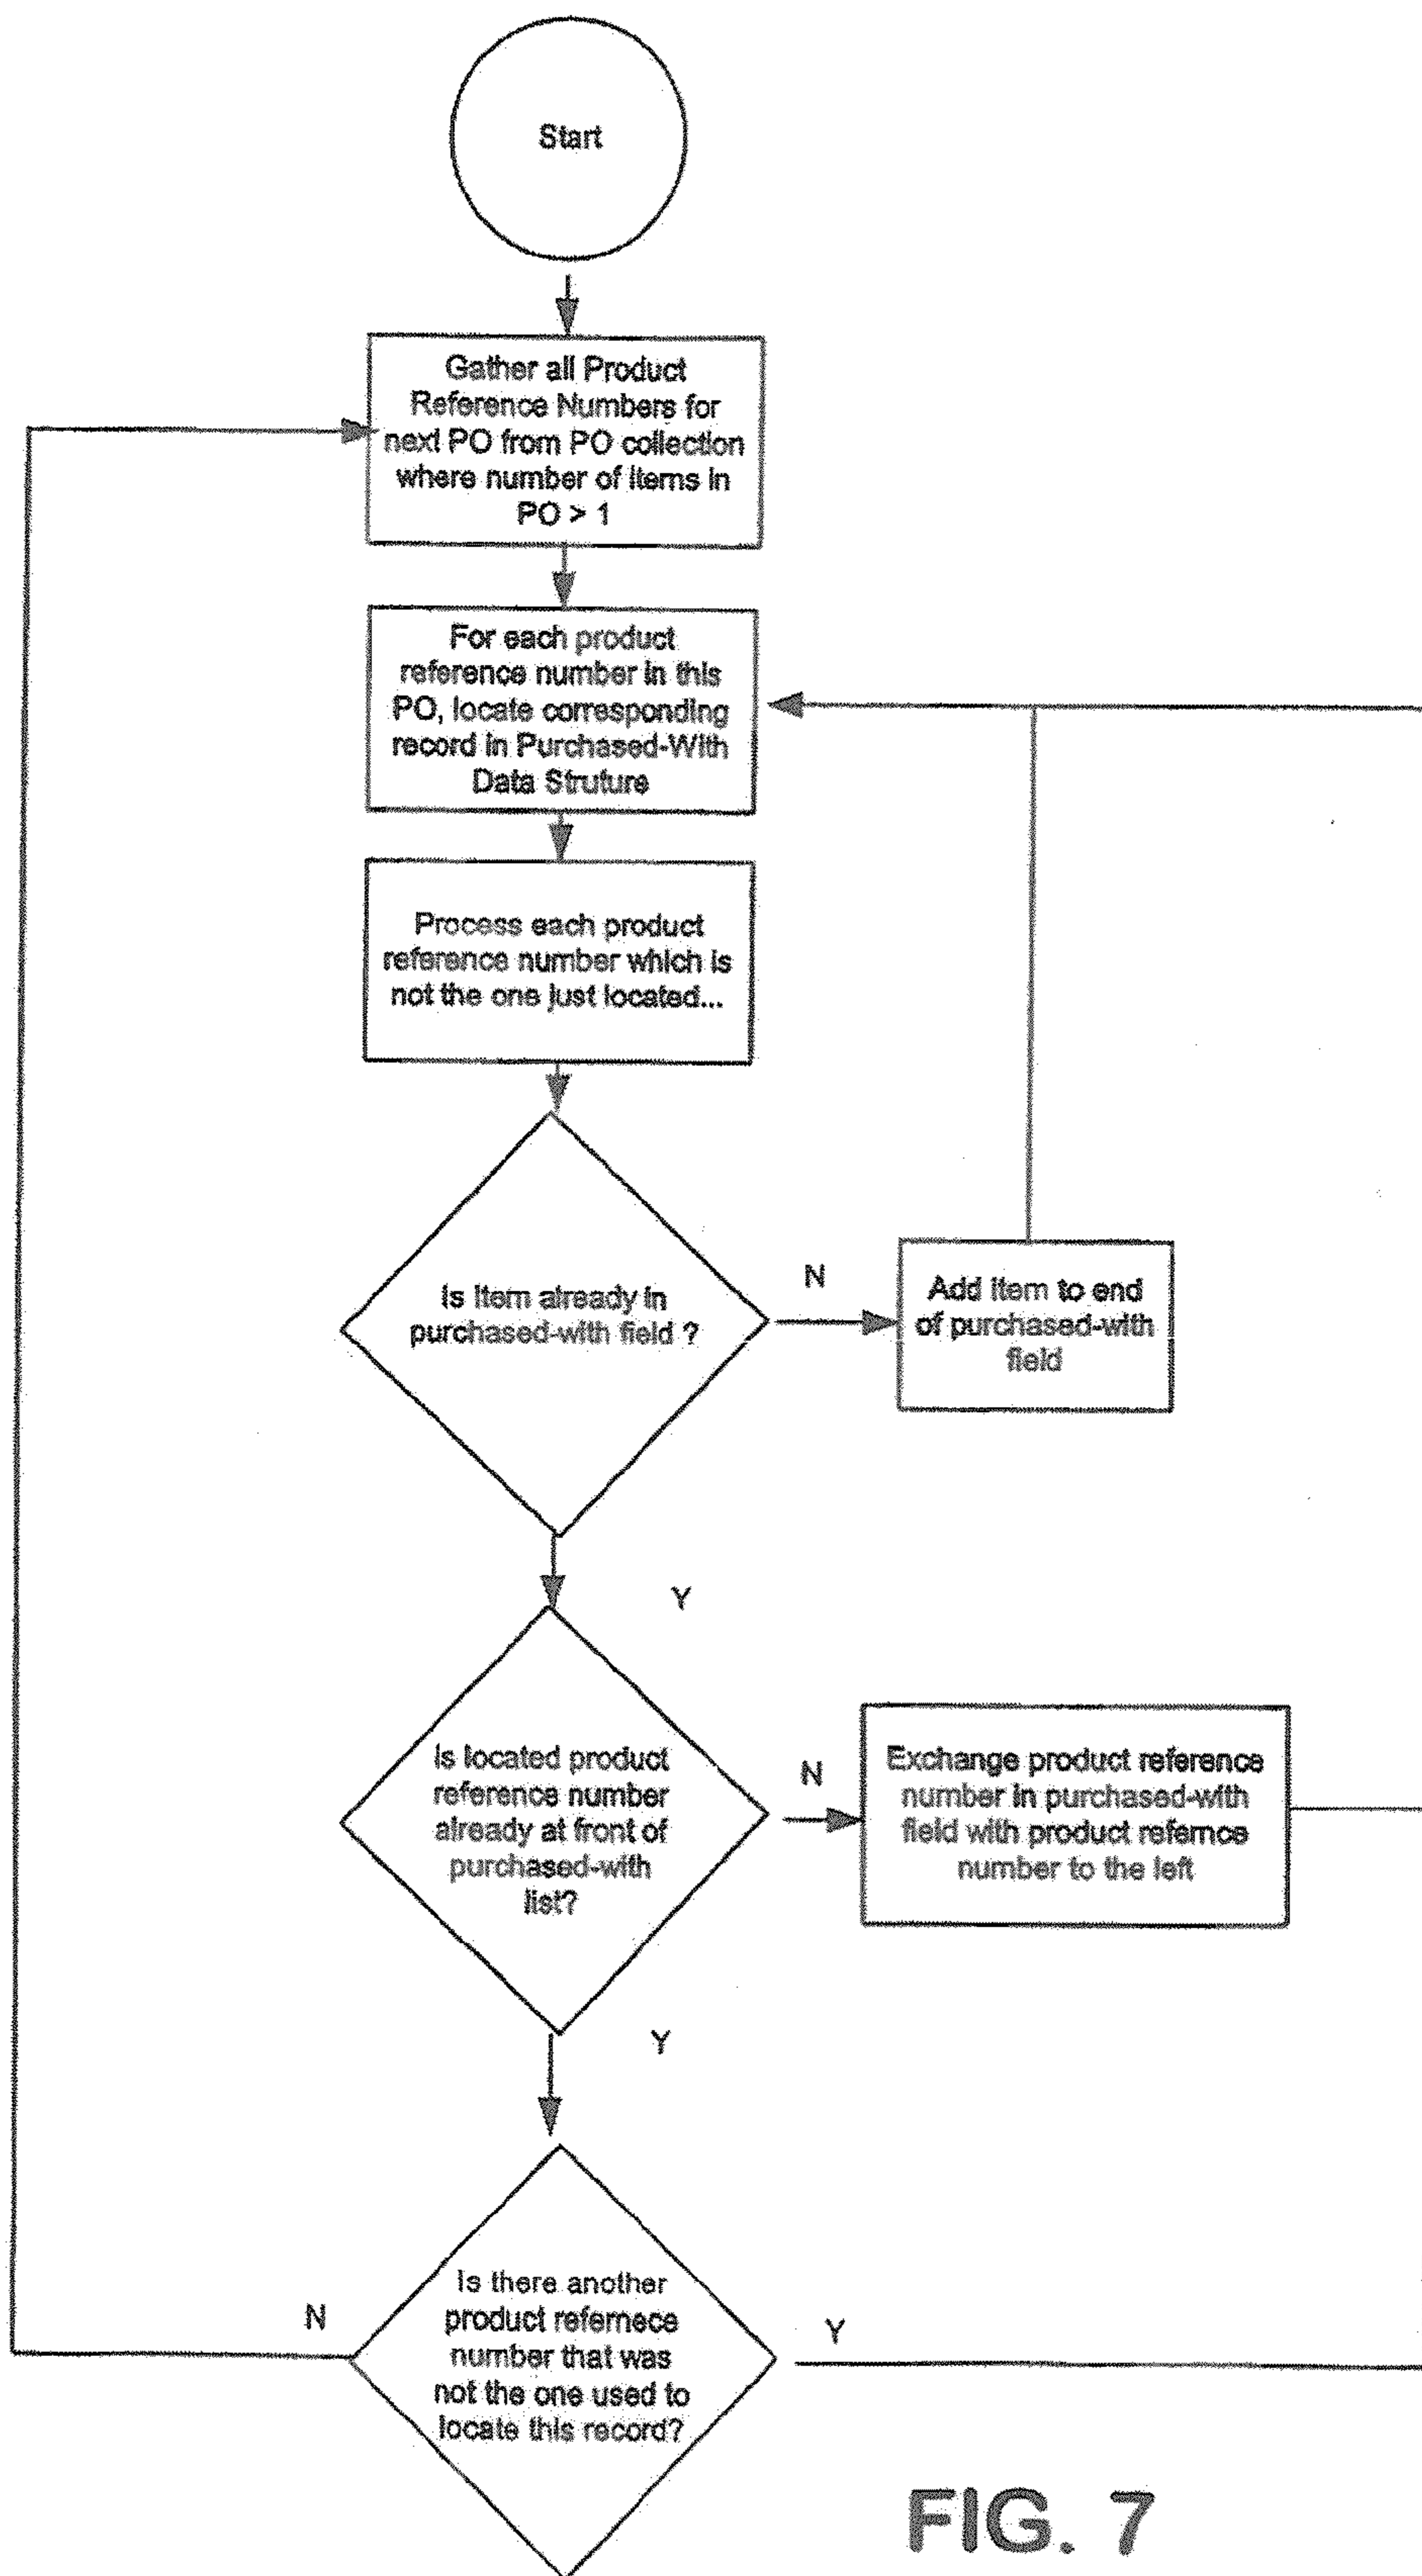 Start
Gather all Product
Reference Numbers for
next PO from PO collection
where number of items in
PO > 1
For each product
reference number in this
PO, locate corresponding
record in Purchased-With
Data Struture
Process each product
reference number which is
not the one just located...
Is item already in
purchased-with field ?
N
Add item to end
of purchased-with
field
Y
Is located product
reference number
already at front of
purchased-with
list?
N
Exchange product reference
number in purchased-with
field with product refernce
number to the left
Y
Is there another
product refernece
number that was
not the one used to
locate this record?
N
Y
FIG. 7